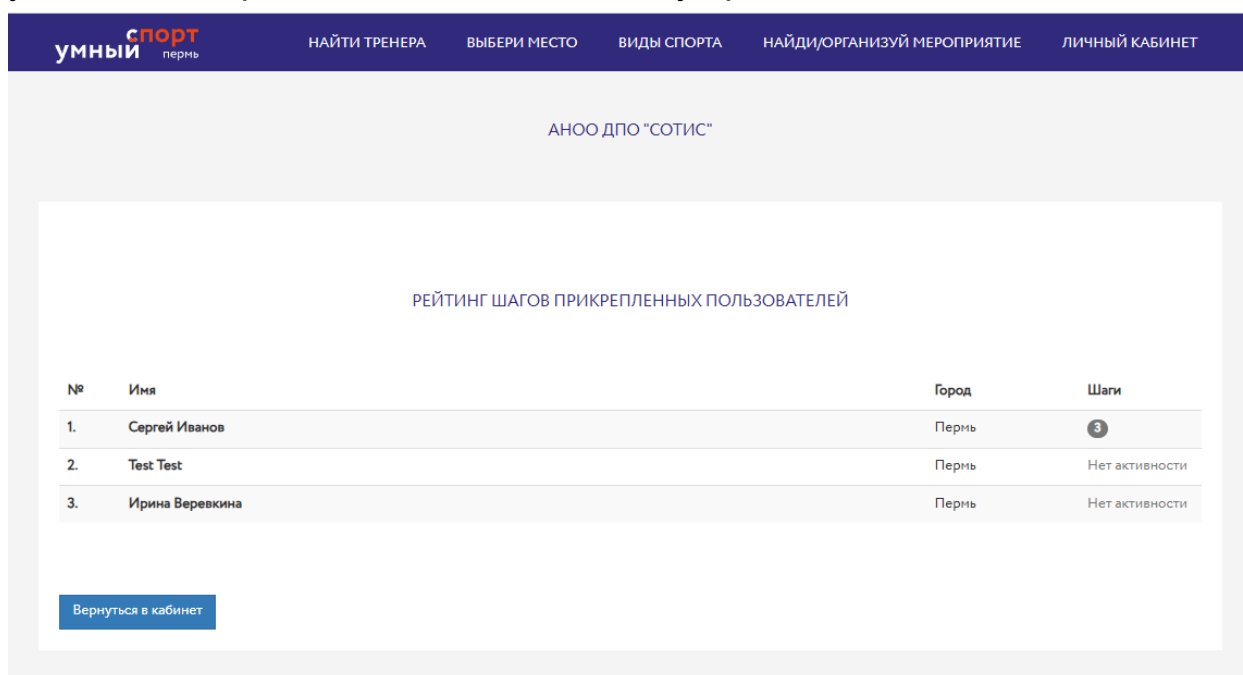 умный спорт пермь
НАЙТИ ТРЕНЕРА ВЫБЕРИ МЕСТО ВИДЫ СПОРТА НАЙДИ/ОРГАНИЗУЙ МЕРОПРИЯТИЕ ЛИЧНЫЙ КАБИНЕТ
АНОО ДПО "СОТИС"
РЕЙТИНГ ШАГОВ ПРИКРЕПЛЕННЫХ ПОЛЬЗОВАТЕЛЕЙ
№ Имя Город Шаги
1. Сергей Иванов Пермь 3
2. Test Test Пермь Нет активности
3. Ирина Веревкина Пермь Нет активности
Вернуться в кабинет